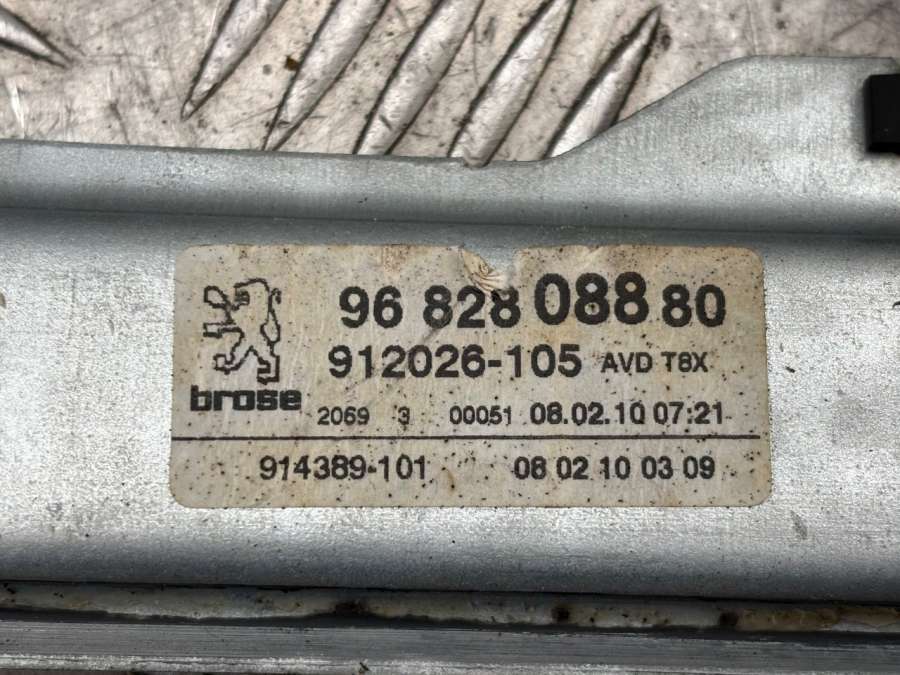 96 828 088 80
912026-105 AVD T8X
brose
2069 3 00051 08.02.10 07:21
914389-101 08 02 10 03 09